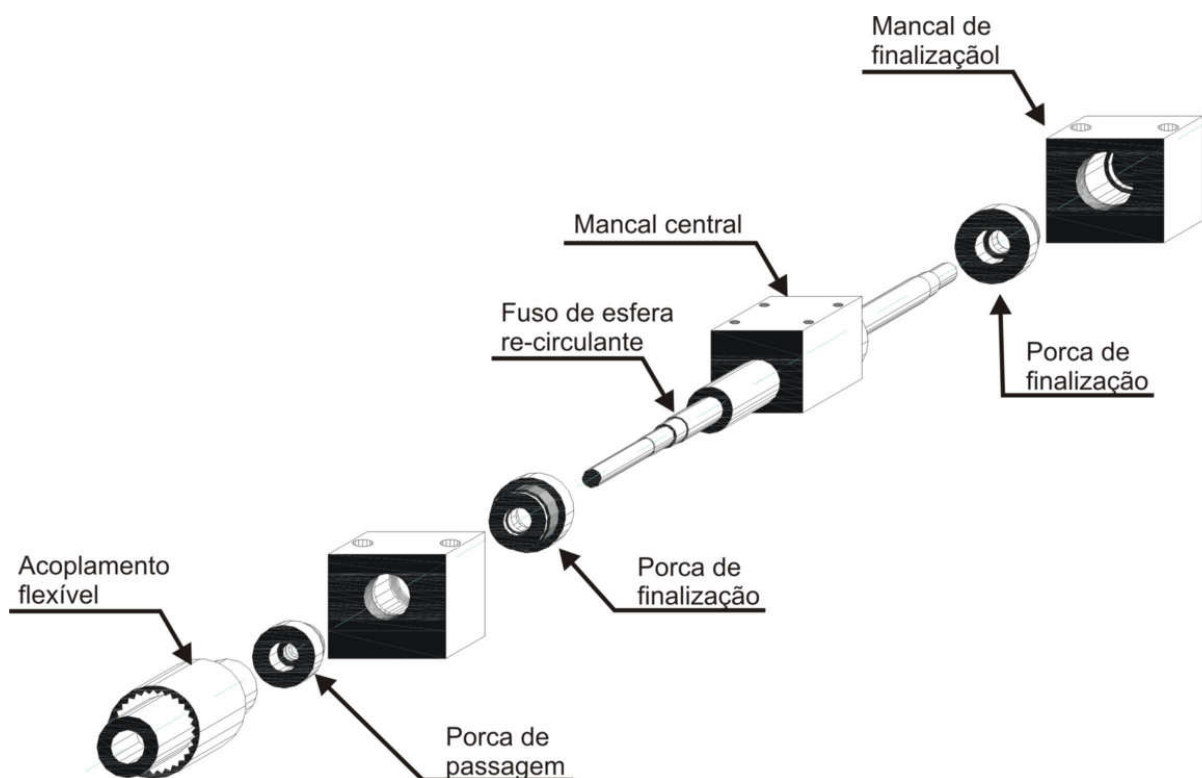 Mancal de
finalizaçãol
Mancal central
Fuso de esfera
re-circulante
Porca de
finalização
Acoplamento
flexível
Porca de
finalização
Porca de
passagem